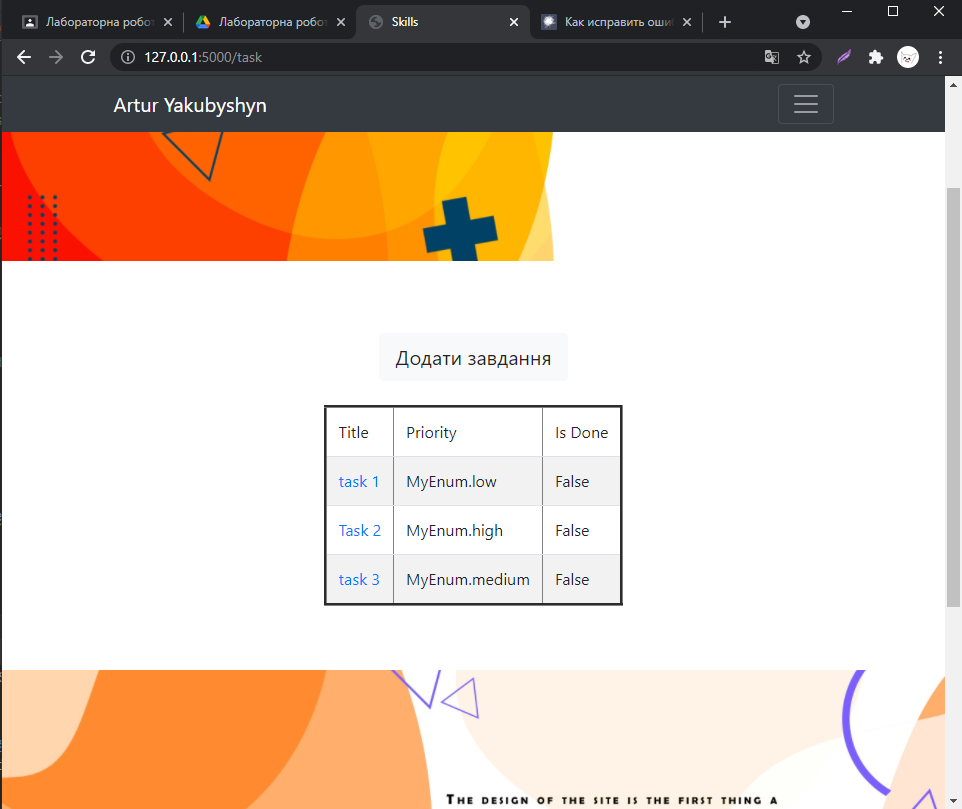 Лабораторна робот
Лабораторна робот
Skills
Как исправить оши
127.0.0.1:5000/task
Artur Yakubyshyn
Додати завдання
Title Priority Is Done
task 1 MyEnum.low False
Task 2 MyEnum.high False
task 3 MyEnum.medium False
The design of the site is the first thing a